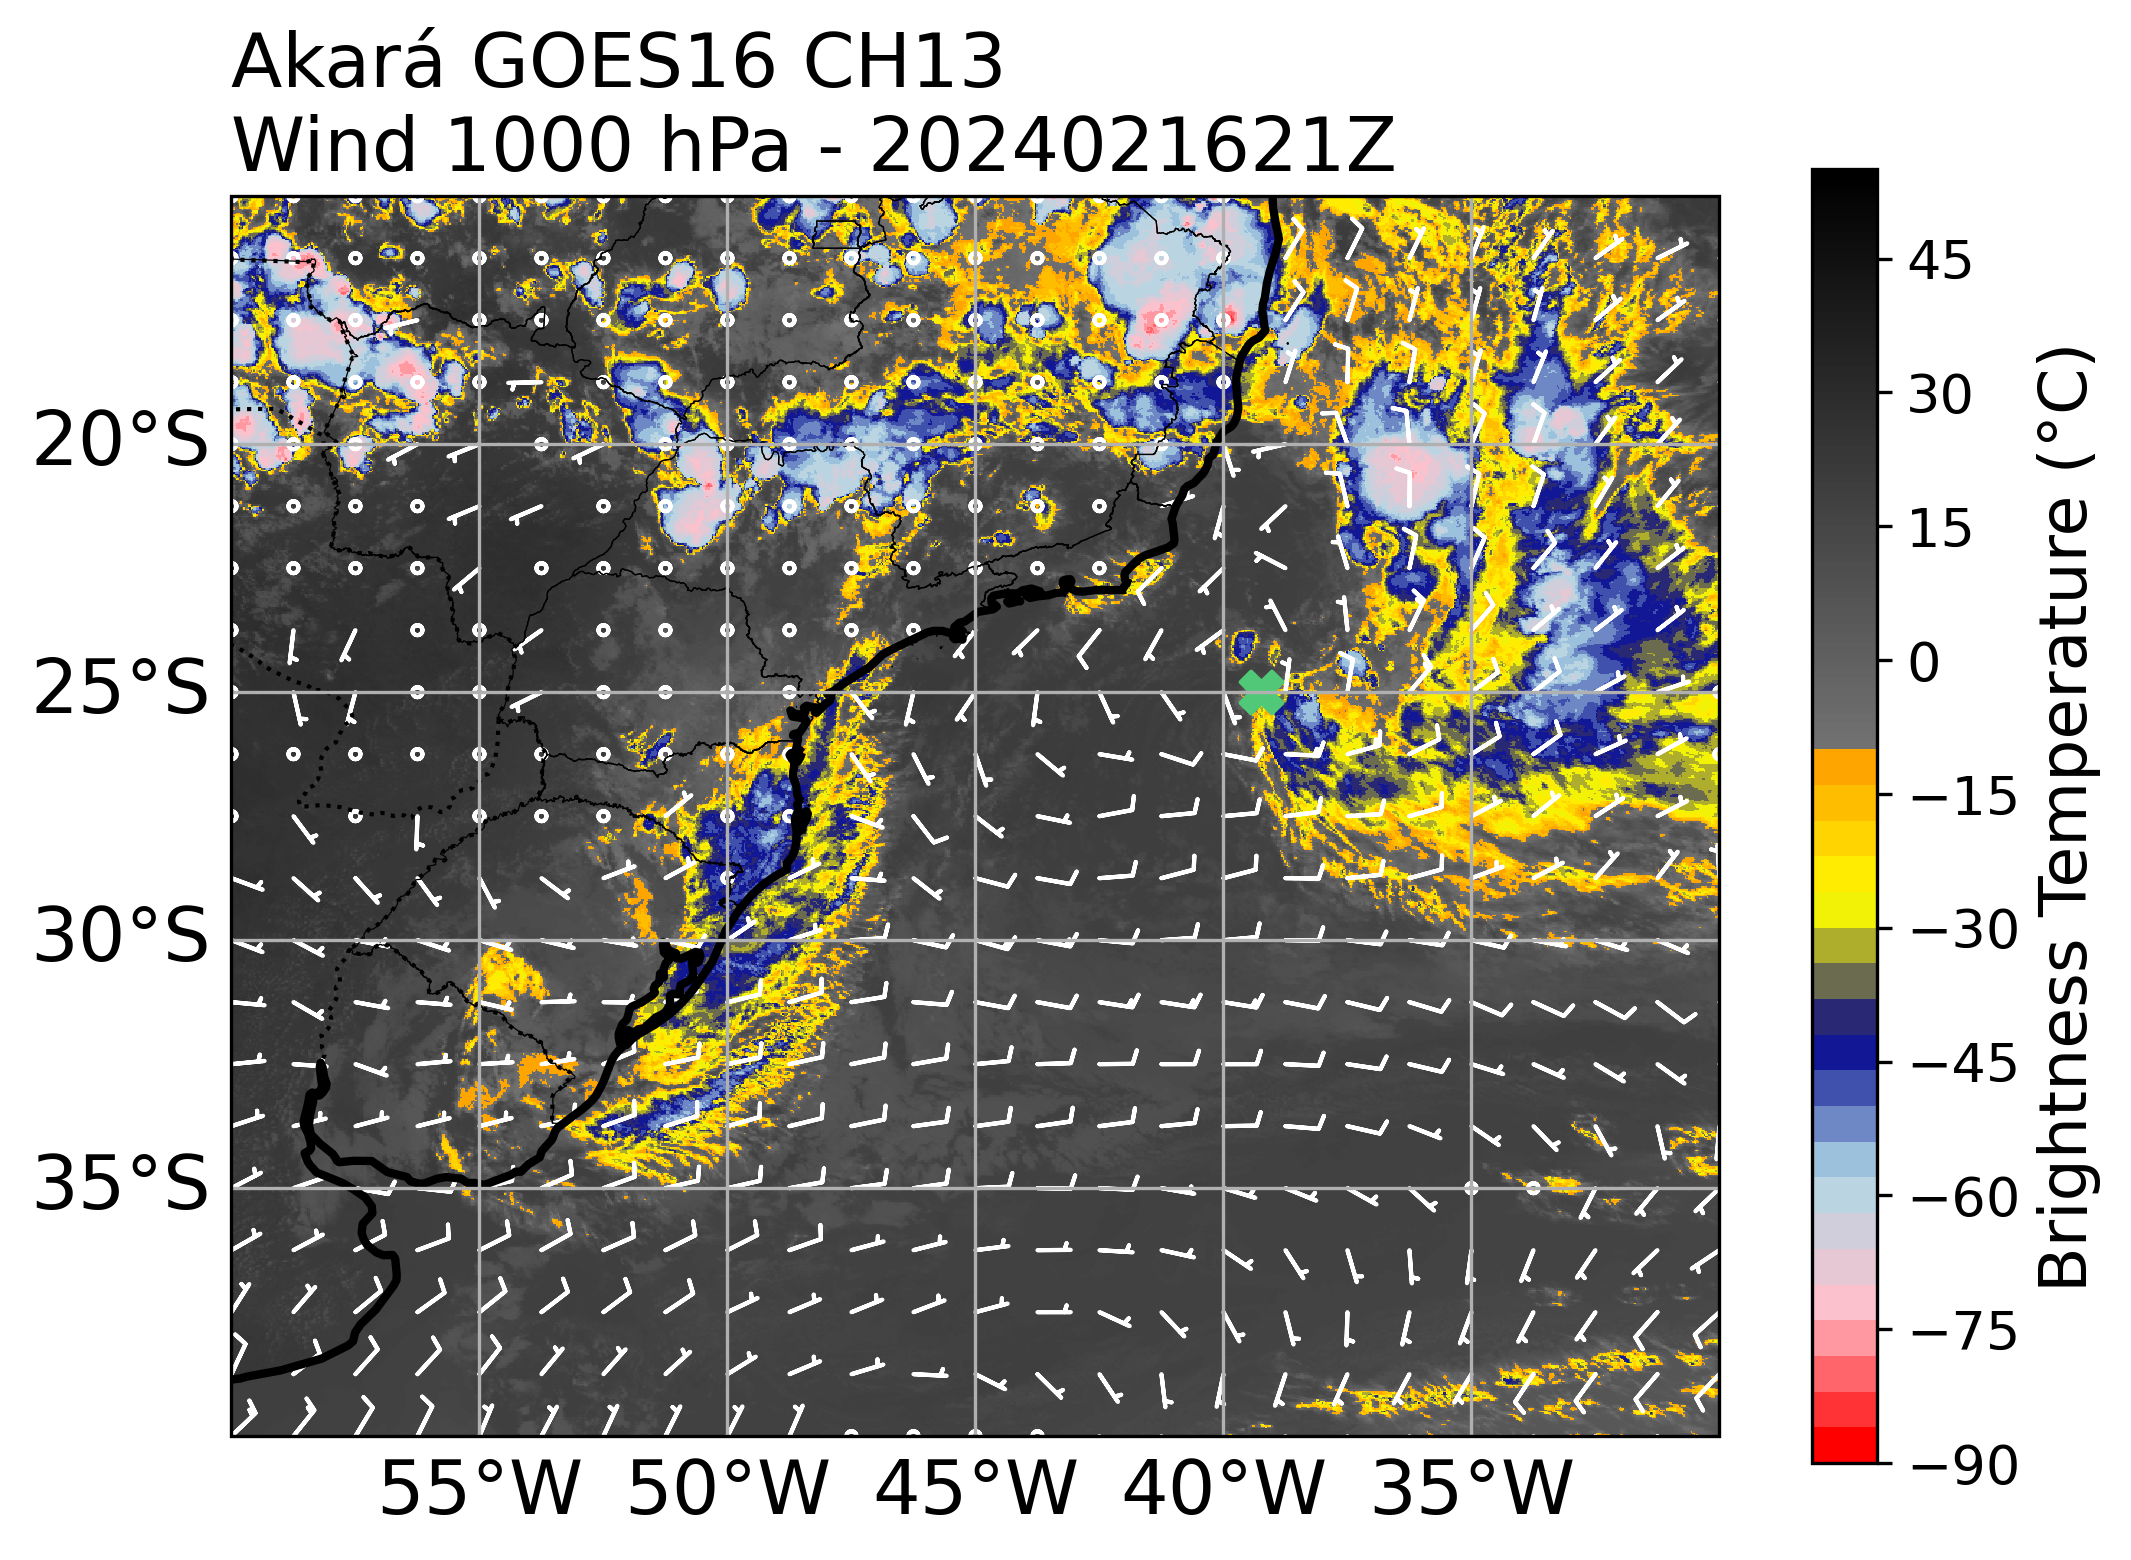 Akará GOES16 CH13
Wind 1000 hPa - 2024021621Z
20°S
25°S
30°S
35°S
55°W 50°W 45°W 40°W 35°W
45
30
15
0
−15
−30
−45
−60
−75
−90
Brightness Temperature (°C)